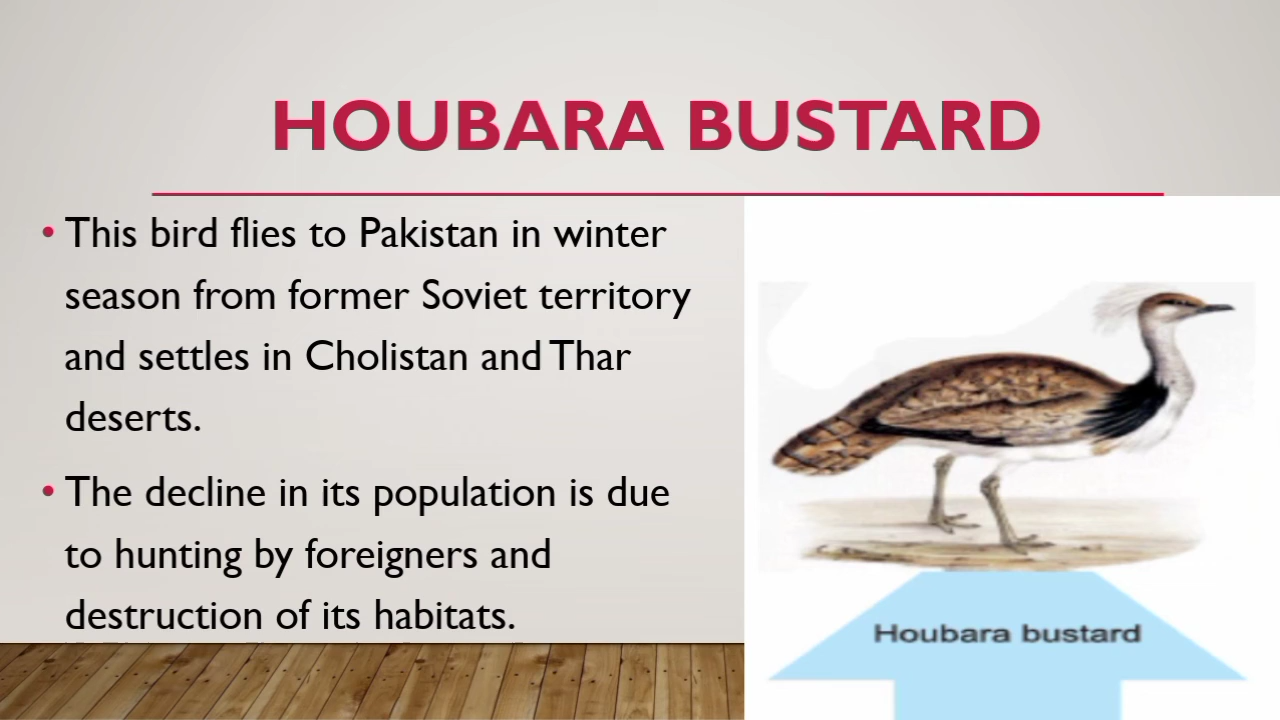 HOUBARA BUSTARD
• This bird flies to Pakistan in winter
season from former Soviet territory
and settles in Cholistan and Thar
deserts.
• The decline in its population is due
to hunting by foreigners and
destruction of its habitats.
Houbara bustard